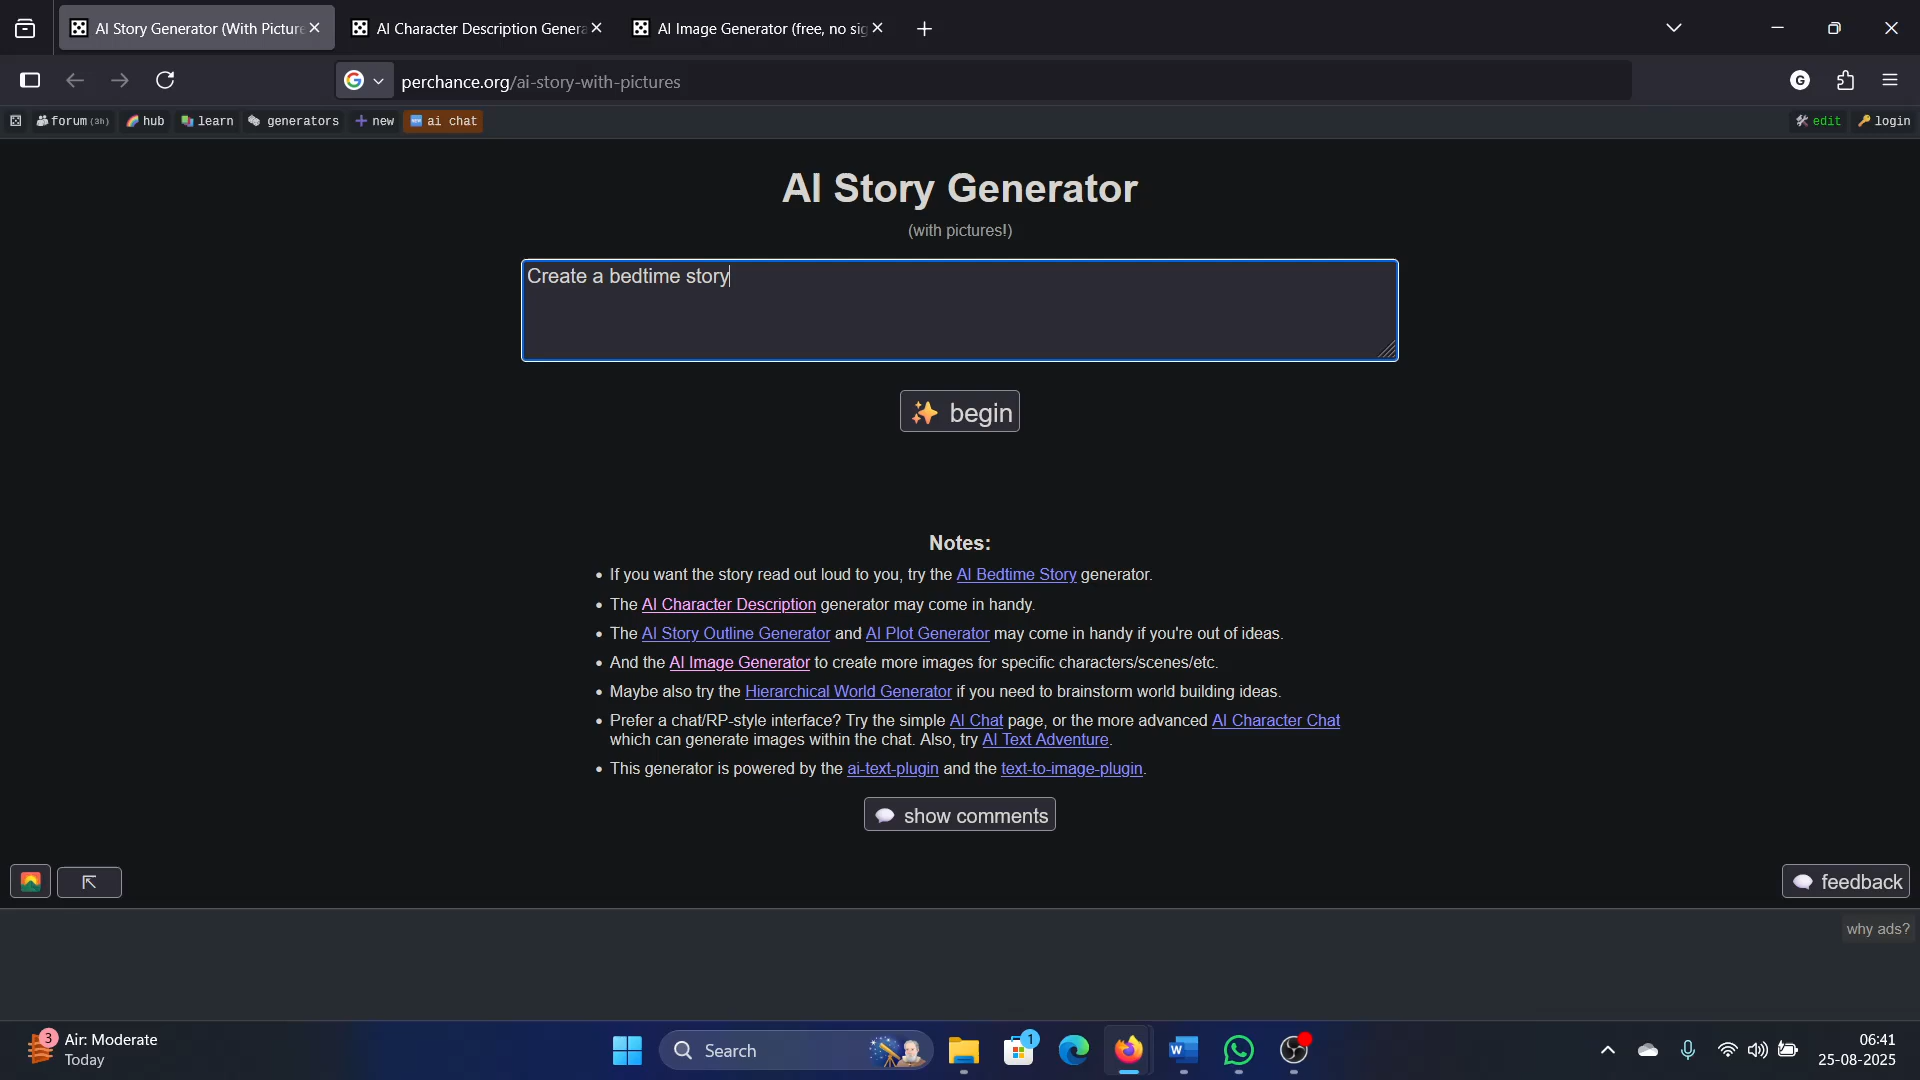 AI Story Generator (With Picture
AI Character Description Genera
AI Image Generator (free, no sig
perchance.org/ai-story-with-pictures
forum(3h)
hub
learn
generators
new
ai chat
edit
login
AI Story Generator
(with pictures!)
Create a bedtime story
✨ begin
Notes:
• If you want the story read out loud to you, try the AI Bedtime Story generator.
• The AI Character Description generator may come in handy.
• The AI Story Outline Generator and AI Plot Generator may come in handy if you're out of ideas.
• And the AI Image Generator to create more images for specific characters/scenes/etc.
• Maybe also try the Hierarchical World Generator if you need to brainstorm world building ideas.
• Prefer a chat/RP-style interface? Try the simple AI Chat page, or the more advanced AI Character Chat
which can generate images within the chat. Also, try AI Text Adventure.
• This generator is powered by the ai-text-plugin and the text-to-image-plugin.
show comments
feedback
why ads?
3
Air: Moderate
Today
Search
1
06:41
25-08-2025